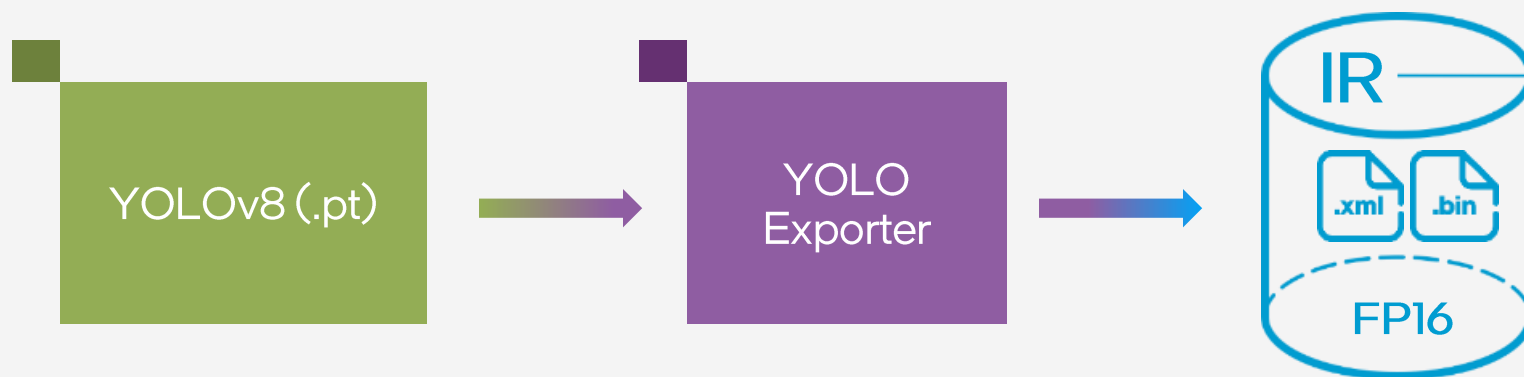 YOLOv8 (.pt)
YOLO
Exporter
IR
.xml
.bin
FP16